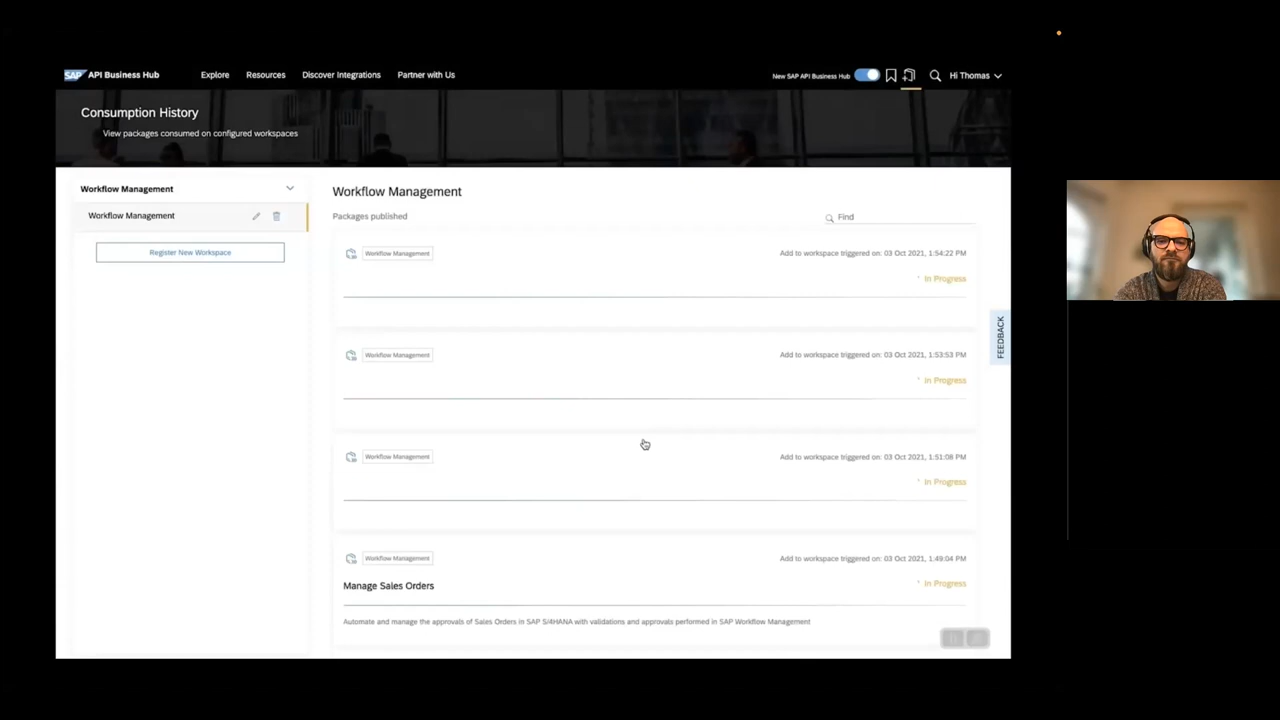 SAP API Business Hub Explore Resources Discover Integrations Partner with Us New SAP API Business Hub Hi Thomas
Consumption History
View packages consumed on configured workspaces
Workflow Management
Workflow Management
Register New Workspace
Workflow Management
Packages published Find
Workflow Management Add to workspace triggered on: 03 Oct 2021, 1:54:22 PM
In Progress
Workflow Management Add to workspace triggered on: 03 Oct 2021, 1:53:53 PM
In Progress
Workflow Management Add to workspace triggered on: 03 Oct 2021, 1:51:08 PM
In Progress
Workflow Management Add to workspace triggered on: 03 Oct 2021, 1:49:04 PM
Manage Sales Orders In Progress
Automate and manage the approvals of Sales Orders in SAP S/4HANA with validations and approvals performed in SAP Workflow Management
FEEDBACK